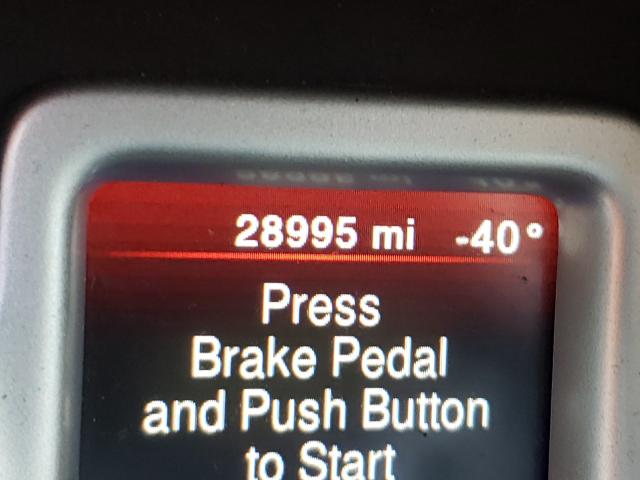 28995 mi -40°
Press
Brake Pedal
and Push Button
to Start